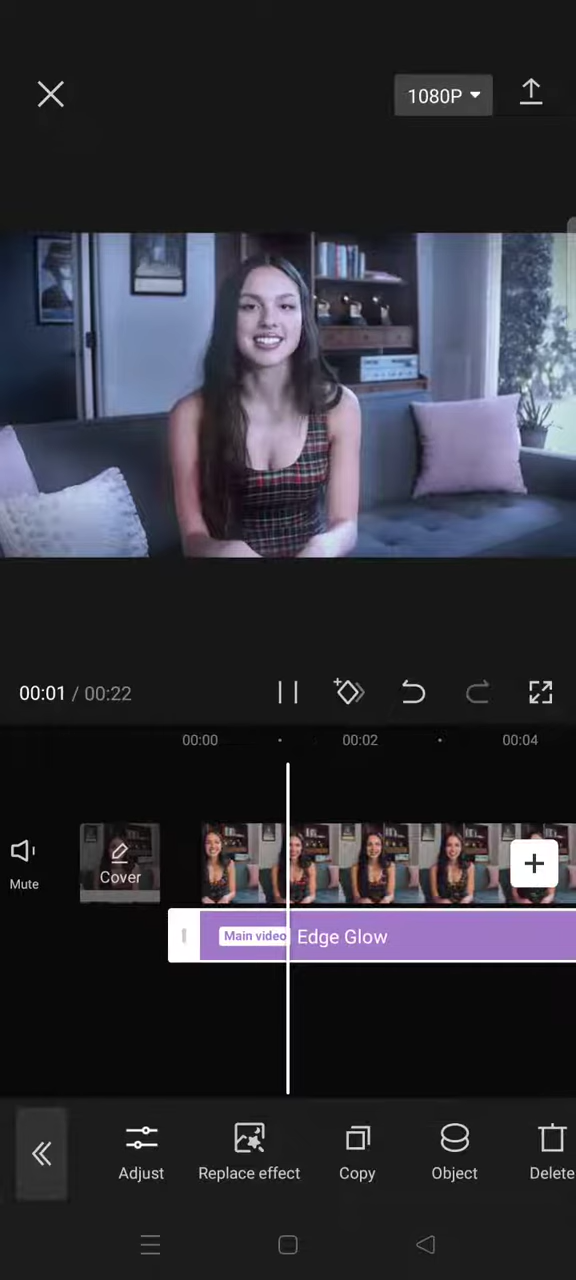 1080P
00:01 / 00:22
00:00
00:02
00:04
Mute
Cover
Main video
Edge Glow
Adjust
Replace effect
Copy
Object
Delete